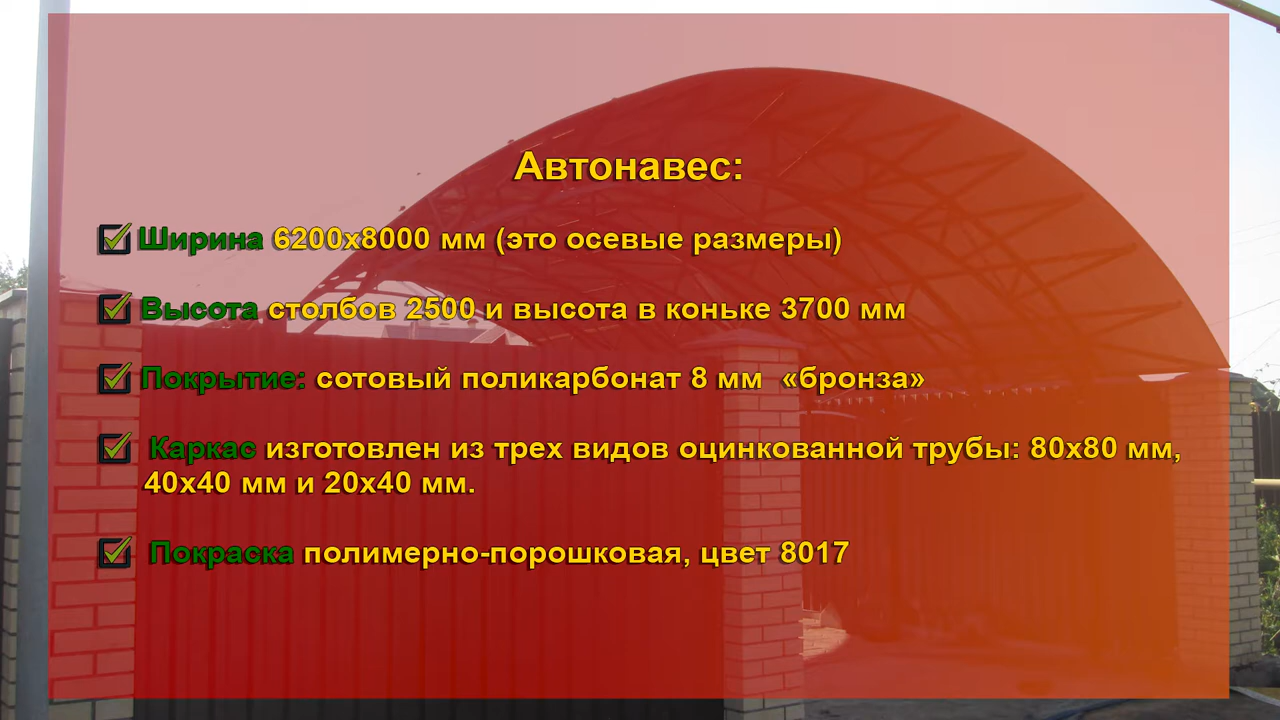 Автонавес:
Ширина 6200х8000 мм (это осевые размеры)
Высота столбов 2500 и высота в коньке 3700 мм
Покрытие: сотовый поликарбонат 8 мм «бронза»
Каркас изготовлен из трех видов оцинкованной трубы: 80х80 мм,
40х40 мм и 20х40 мм.
Покраска полимерно-порошковая, цвет 8017